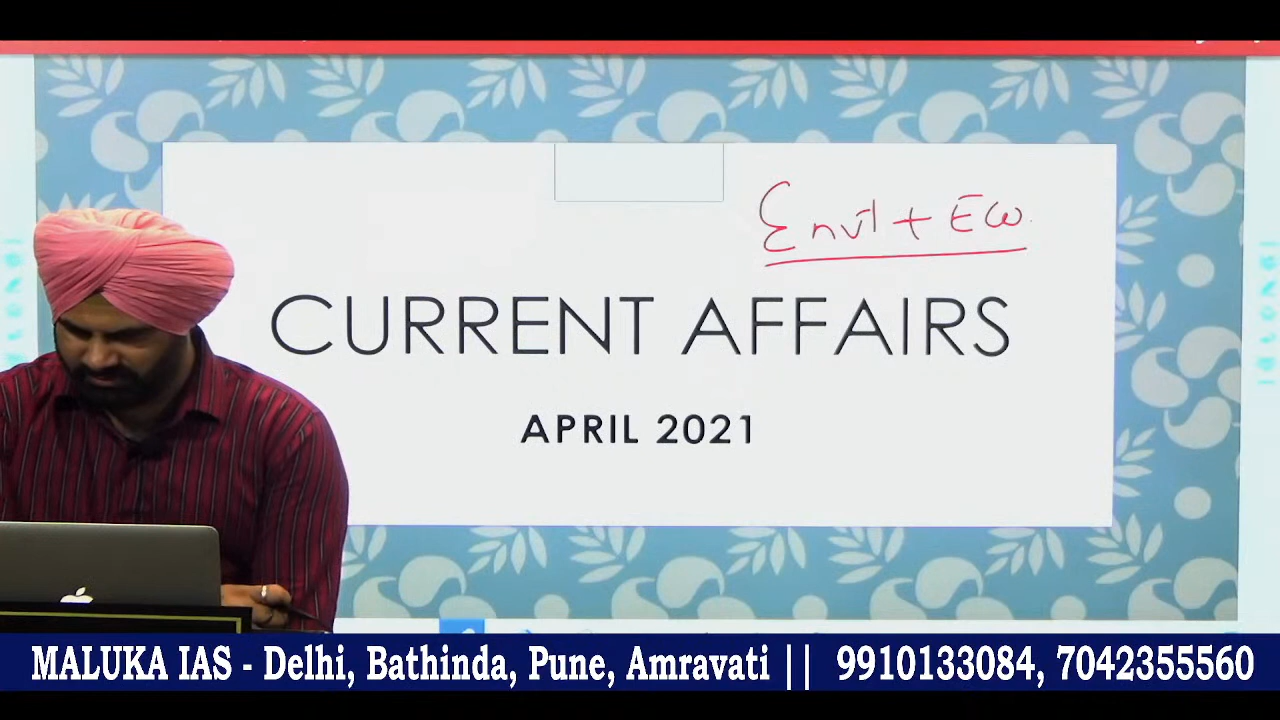 Envt + Eco
CURRENT AFFAIRS
APRIL 2021
MALUKA IAS - Delhi, Bathinda, Pune, Amravati || 9910133084, 7042355560